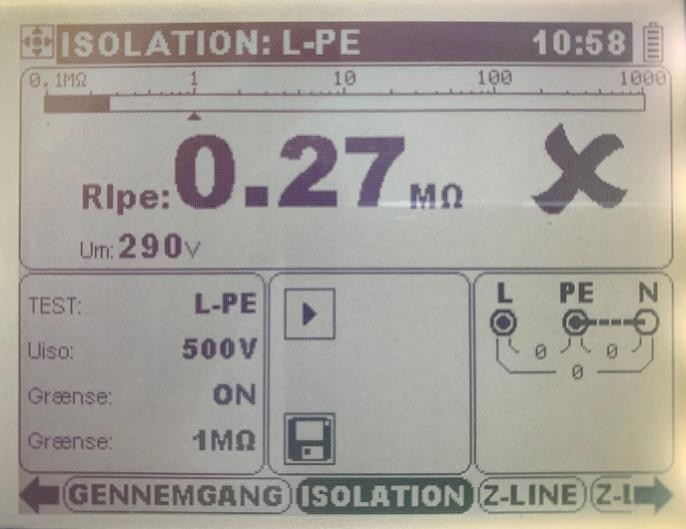 ISOLATION: L-PE 10:58
0.1MΩ 1 10 100 1000
RIpe: 0.27 MΩ
Um: 290V
TEST: L-PE
Uiso: 500V
Grænse: ON
Grænse: 1MΩ
L PE N
0 0
0
GENNEMGANG ISOLATION Z-LINE Z-L